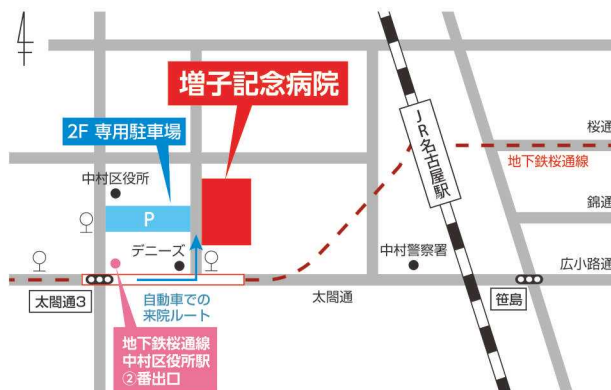 増子記念病院
2F 専用駐車場
JR名古屋駅
桜通
地下鉄桜通線
中村区役所
P
錦通
デニーズ
中村警察署
広小路通
太閤通3
自動車での
来院ルート
太閤通
笹島
地下鉄桜通線
中村区役所駅
②番出口